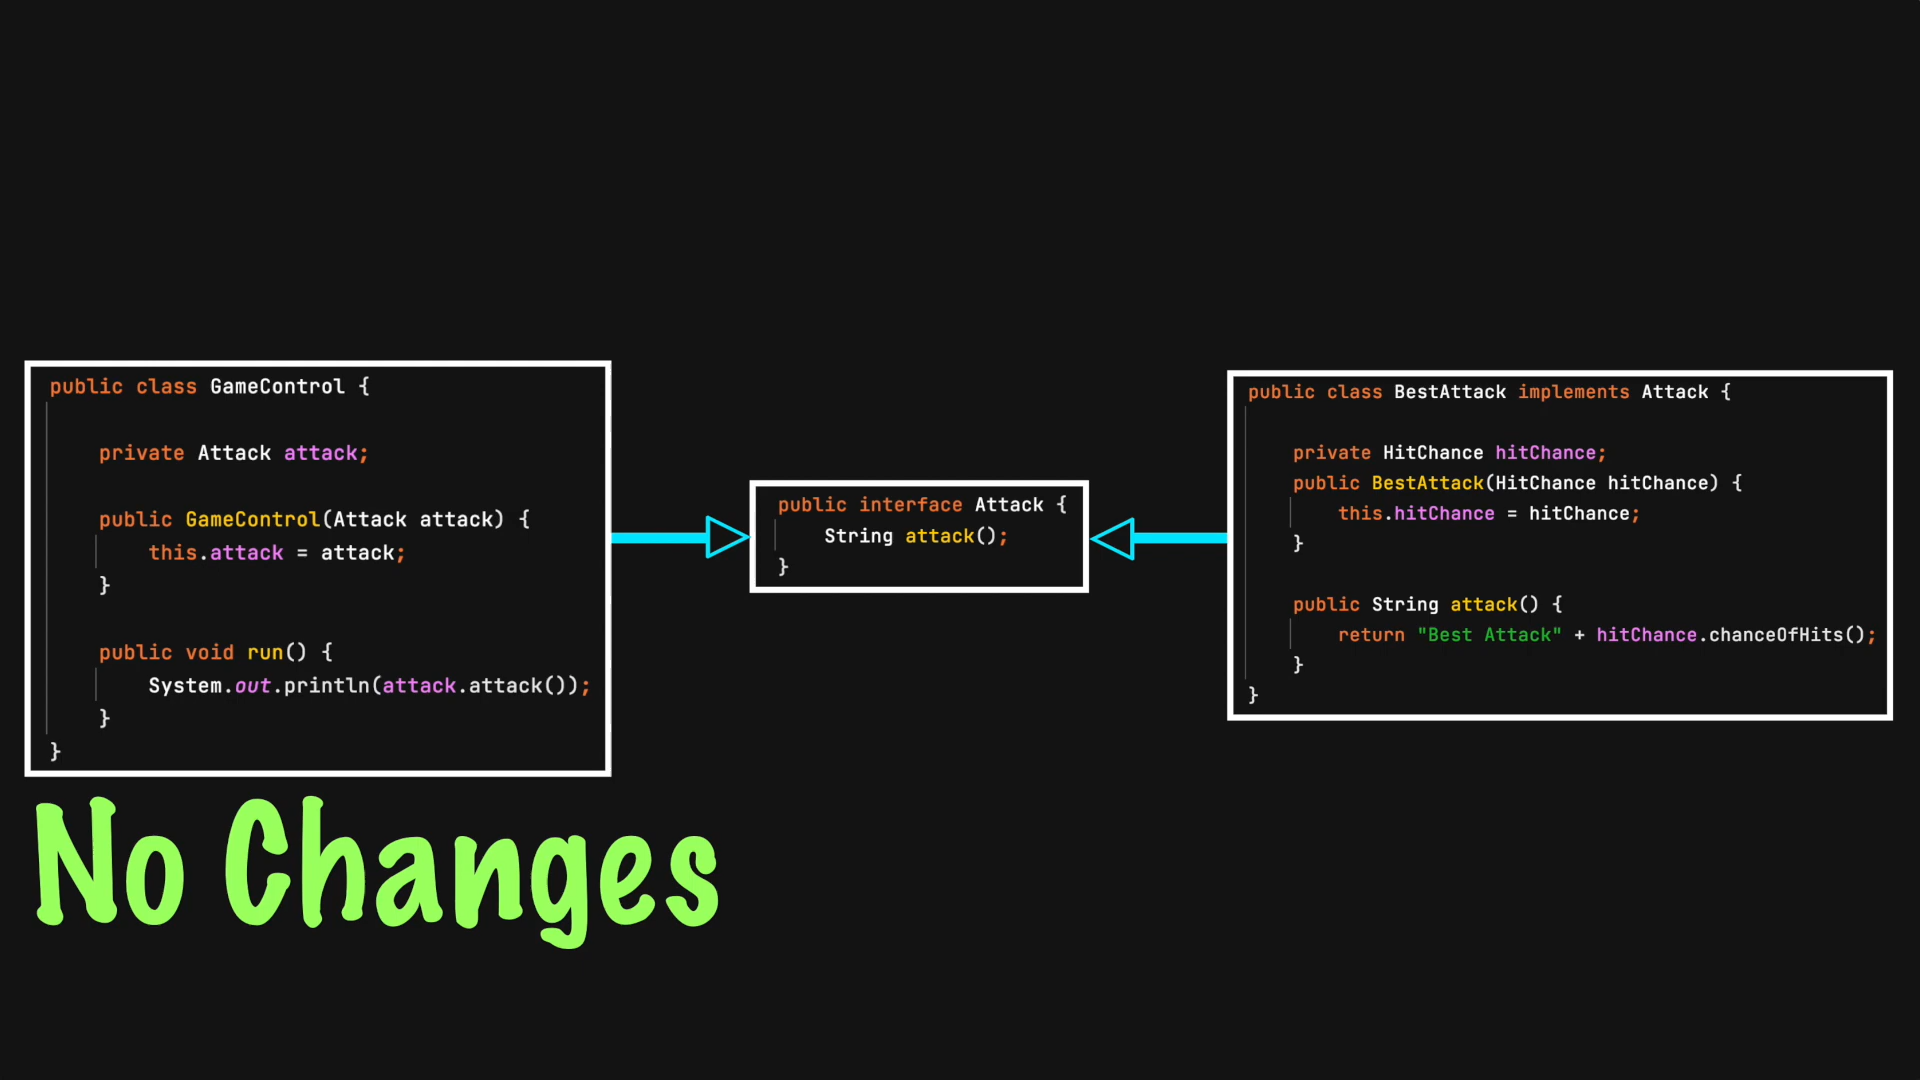 public class GameControl {
private Attack attack;
public GameControl(Attack attack) {
this.attack = attack;
}
public void run() {
System.out.println(attack.attack());
}
}
No Changes
public interface Attack {
String attack();
}
public class BestAttack implements Attack {
private HitChance hitChance;
public BestAttack(HitChance hitChance) {
this.hitChance = hitChance;
}
public String attack() {
return "Best Attack" + hitChance.chanceOfHits();
}
}